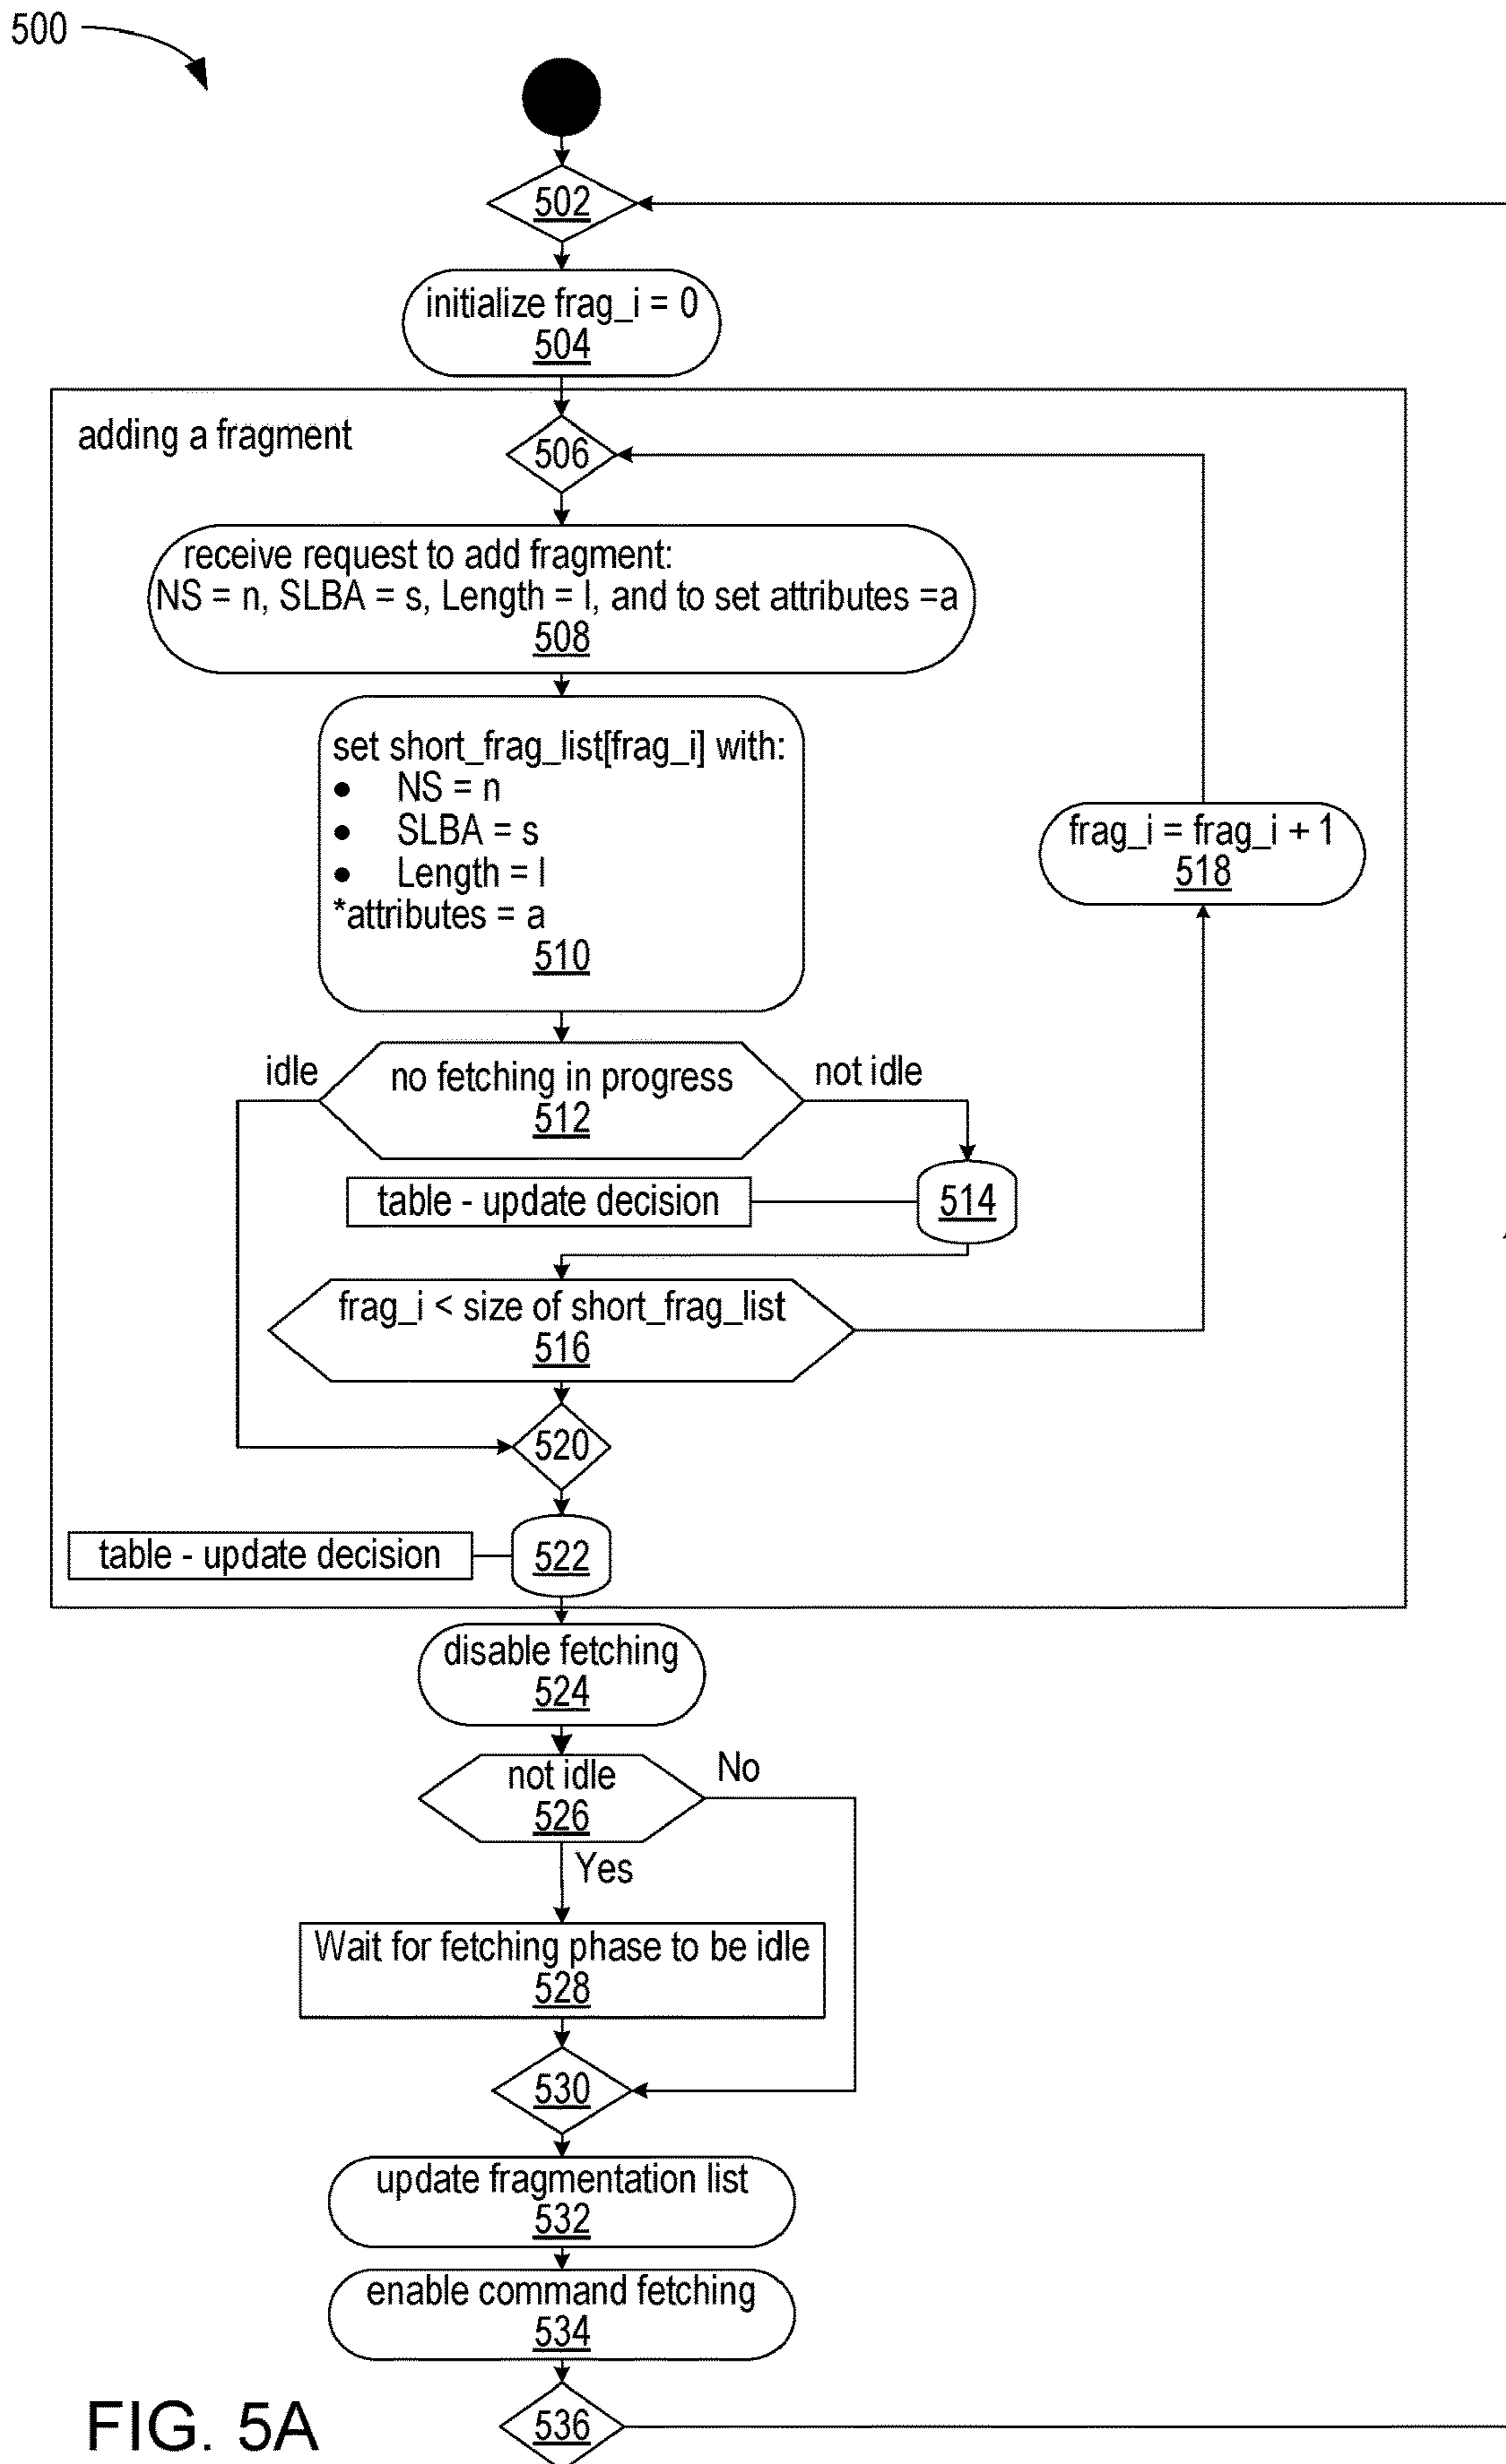 500
502
initialize frag_i = 0
504
adding a fragment
506
receive request to add fragment:
NS = n, SLBA = s, Length = l, and to set attributes =a
508
set short_frag_list[frag_i] with:
● NS = n
● SLBA = s
● Length = l
*attributes = a
510
frag_i = frag_i + 1
518
idle
no fetching in progress
512
not idle
table - update decision
514
frag_i < size of short_frag_list
516
520
table - update decision
522
disable fetching
524
not idle
526
No
Yes
Wait for fetching phase to be idle
528
530
update fragmentation list
532
enable command fetching
534
536
FIG. 5A